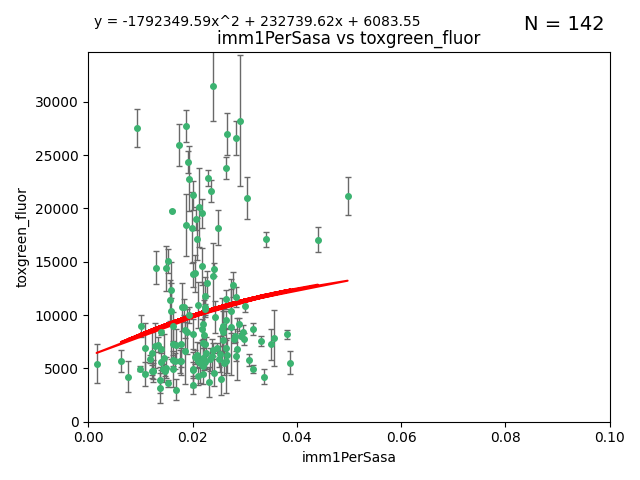 y = -1792349.59x^2 + 232739.62x + 6083.55
N = 142
imm1PerSasa vs toxgreen_fluor
30000
25000
20000
15000
10000
5000
0
toxgreen_fluor
0.00
0.02
0.04
0.06
0.08
0.10
imm1PerSasa